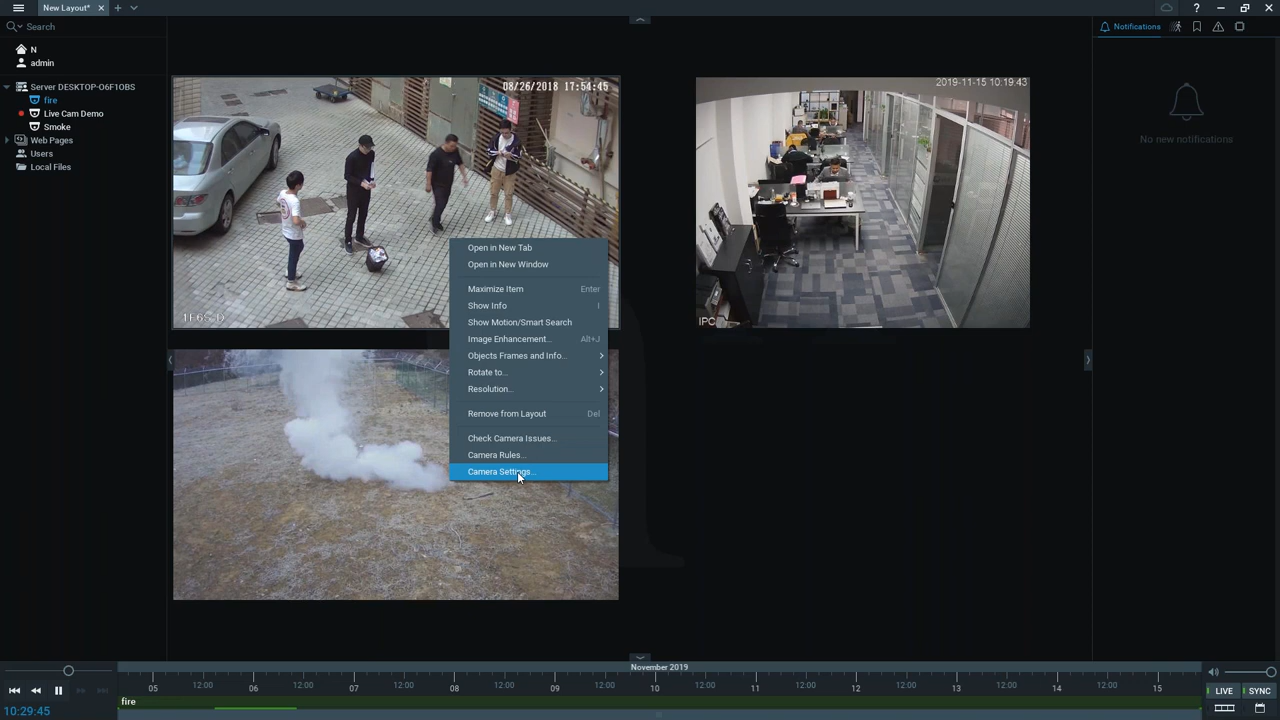 New Layout*
Search
N
admin
Server DESKTOP-O6F1OBS
fire
Live Cam Demo
Smoke
Web Pages
Users
Local Files
08/26/2018 17:54:45
2019-11-15 10:19:43
IPC
Open in New Tab
Open in New Window
Maximize Item Enter
Show Info I
Show Motion/Smart Search
Image Enhancement... Alt+J
Objects Frames and Info...
Rotate to...
Resolution...
Remove from Layout Del
Check Camera Issues...
Camera Rules...
Camera Settings...
Notifications
No new notifications
November 2019
05 12:00 06 12:00 07 12:00 08 12:00 09 12:00 10 12:00 11 12:00 12 12:00 13 12:00 14 12:00 15
fire
10:29:45
LIVE SYNC